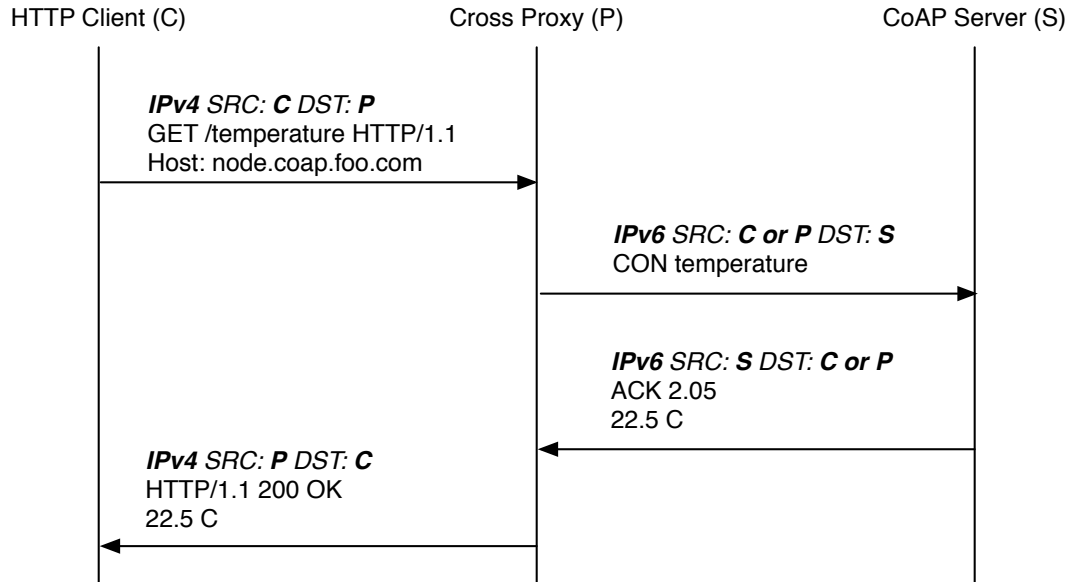 HTTP Client (C)
Cross Proxy (P)
CoAP Server (S)
IPv4 SRC: C DST: P
GET /temperature HTTP/1.1
Host: node.coap.foo.com
IPv6 SRC: C or P DST: S
CON temperature
IPv6 SRC: S DST: C or P
ACK 2.05
22.5 C
IPv4 SRC: P DST: C
HTTP/1.1 200 OK
22.5 C